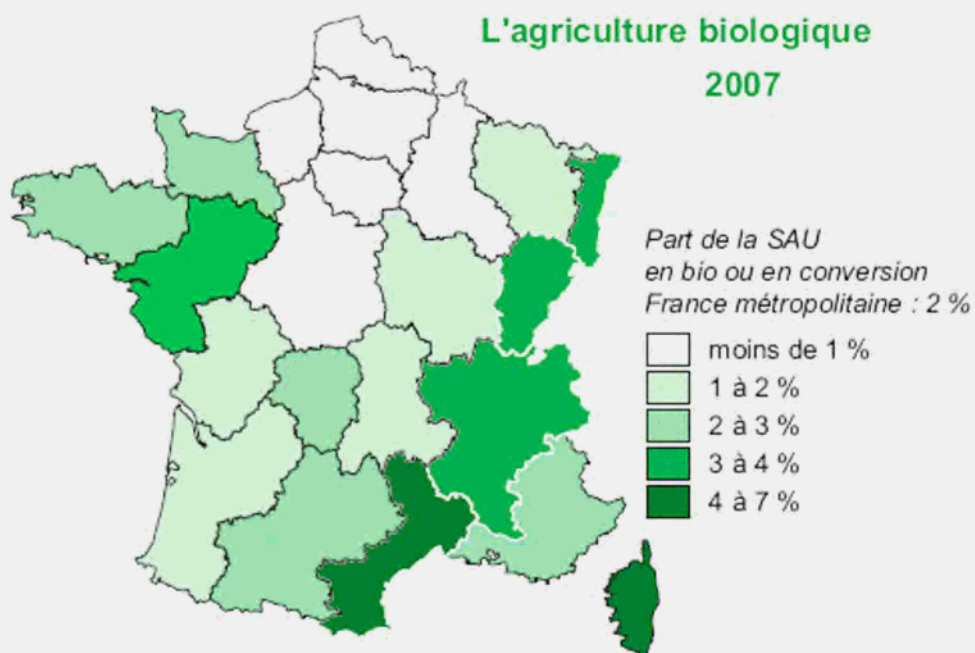 L'agriculture biologique
2007
Part de la SAU
en bio ou en conversion
France métropolitaine : 2 %
moins de 1 %
1 à 2 %
2 à 3 %
3 à 4 %
4 à 7 %